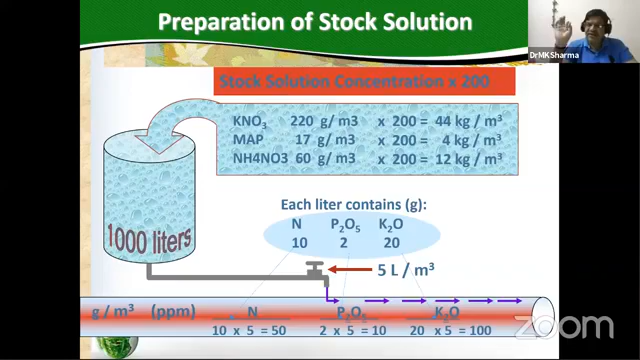 Preparation of Stock Solution
DrMK Sharma
Stock Solution Concentration x 200
KNO3 220 g/ m3 x 200 = 44 kg / m³
MAP 17 g/ m3 x 200 = 4 kg / m³
NH4NO3 60 g/ m3 x 200 = 12 kg / m³
Each liter contains (g):
N P2O5 K2O
10 2 20
1000 liters
5 L / m³
g / m³ (ppm) N P2O5 K2O
10 x 5 = 50 2 x 5 = 10 20 x 5 = 100
zoom